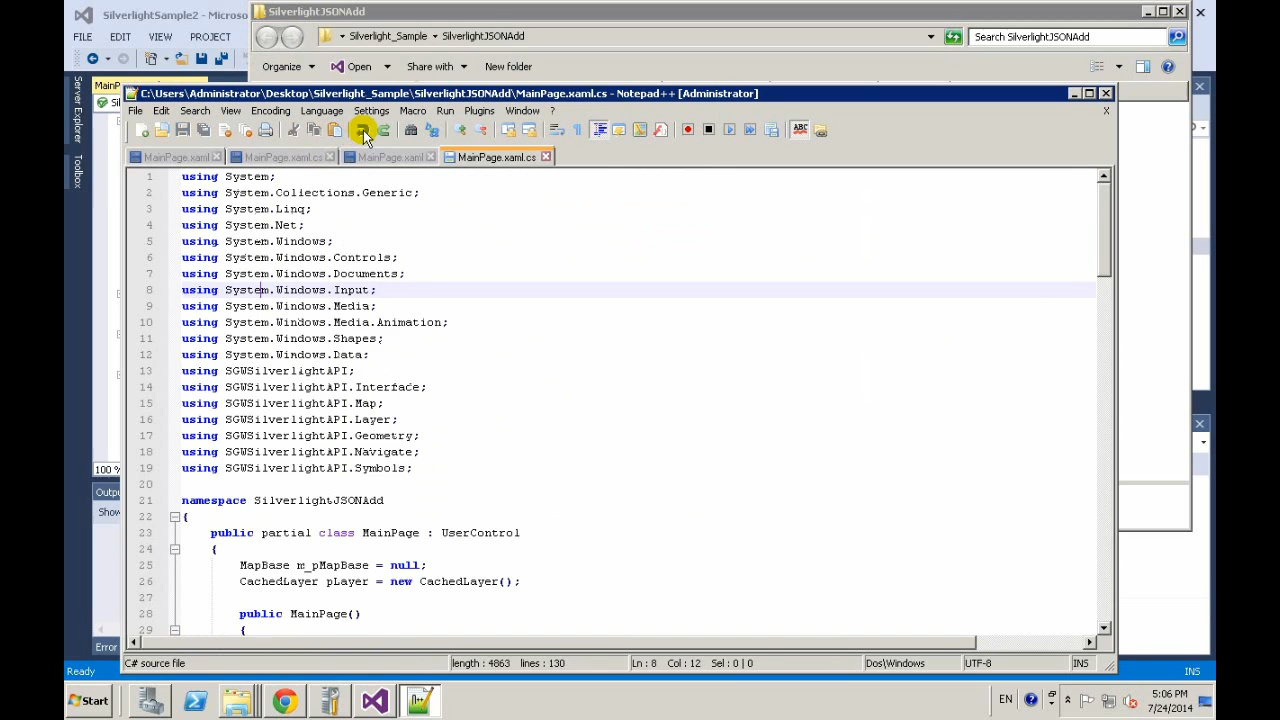 SilverlightSample2 - Microso
SilverlightJSONAdd
FILE EDIT VIEW PROJECT
Silverlight_Sample SilverlightJSONAdd
Search SilverlightJSONAdd
Organize Open Share with New folder
MainP
Sil
Server Explorer
Toolbox
C:\Users\Administrator\Desktop\Silverlight_Sample\SilverlightJSONAdd\MainPage.xaml.cs - Notepad++ [Administrator]
File Edit Search View Encoding Language Settings Macro Run Plugins Window ? X
MainPage.xaml MainPage.xaml.cs MainPage.xaml MainPage.xaml.cs
1 using System;
2 using System.Collections.Generic;
3 using System.Linq;
4 using System.Net;
5 using System.Windows;
6 using System.Windows.Controls;
7 using System.Windows.Documents;
8 using System.Windows.Input;
9 using System.Windows.Media;
10 using System.Windows.Media.Animation;
11 using System.Windows.Shapes;
12 using System.Windows.Data;
13 using SGWSilverlightAPI;
14 using SGWSilverlightAPI.Interface;
15 using SGWSilverlightAPI.Map;
16 using SGWSilverlightAPI.Layer;
17 using SGWSilverlightAPI.Geometry;
18 using SGWSilverlightAPI.Navigate;
19 using SGWSilverlightAPI.Symbols;
20
21 namespace SilverlightJSONAdd
22 {
23 public partial class MainPage : UserControl
24 {
25 MapBase m_pMapBase = null;
26 CachedLayer pLayer = new CachedLayer();
27
28 public MainPage()
29 {
100 %
Outpu
Show
Error
C# source file length : 4863 lines : 130 Ln : 8 Col : 12 Sel : 0 | 0 Dos\Windows UTF-8 INS
Ready INS
Start EN 5:06 PM
7/24/2014